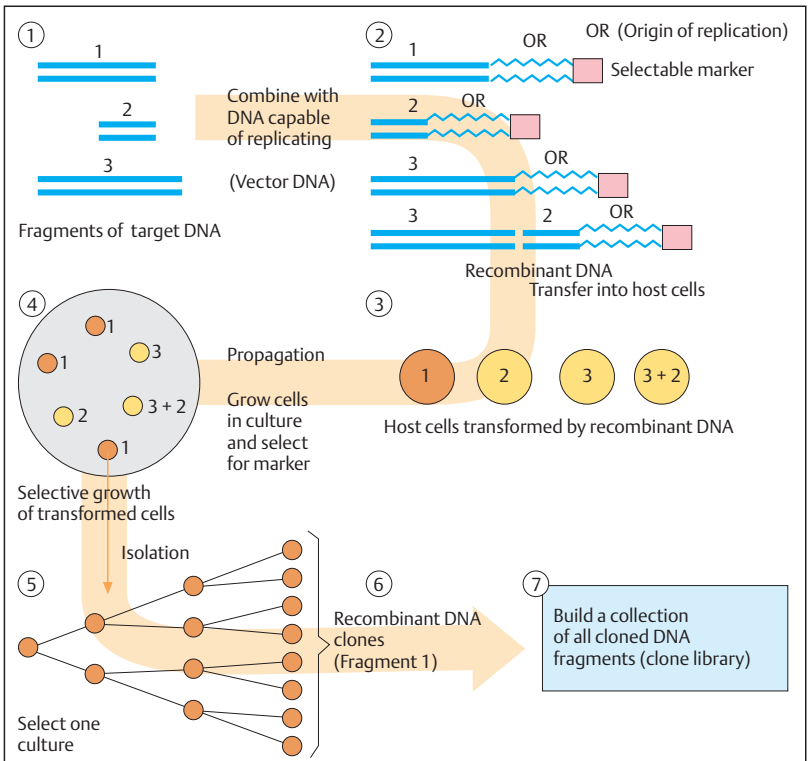 1
1
2
3
Fragments of target DNA
Combine with
DNA capable
of replicating
(Vector DNA)
2
OR (Origin of replication)
1
OR
Selectable marker
2
OR
3
OR
3
2
OR
Recombinant DNA
Transfer into host cells
3
1
2
3
3 + 2
Host cells transformed by recombinant DNA
Propagation
Grow cells
in culture
and select
for marker
4
1
1
3
2
3 + 2
1
Selective growth
of transformed cells
Isolation
5
Select one
culture
6
Recombinant DNA
clones
(Fragment 1)
7
Build a collection
of all cloned DNA
fragments (clone library)